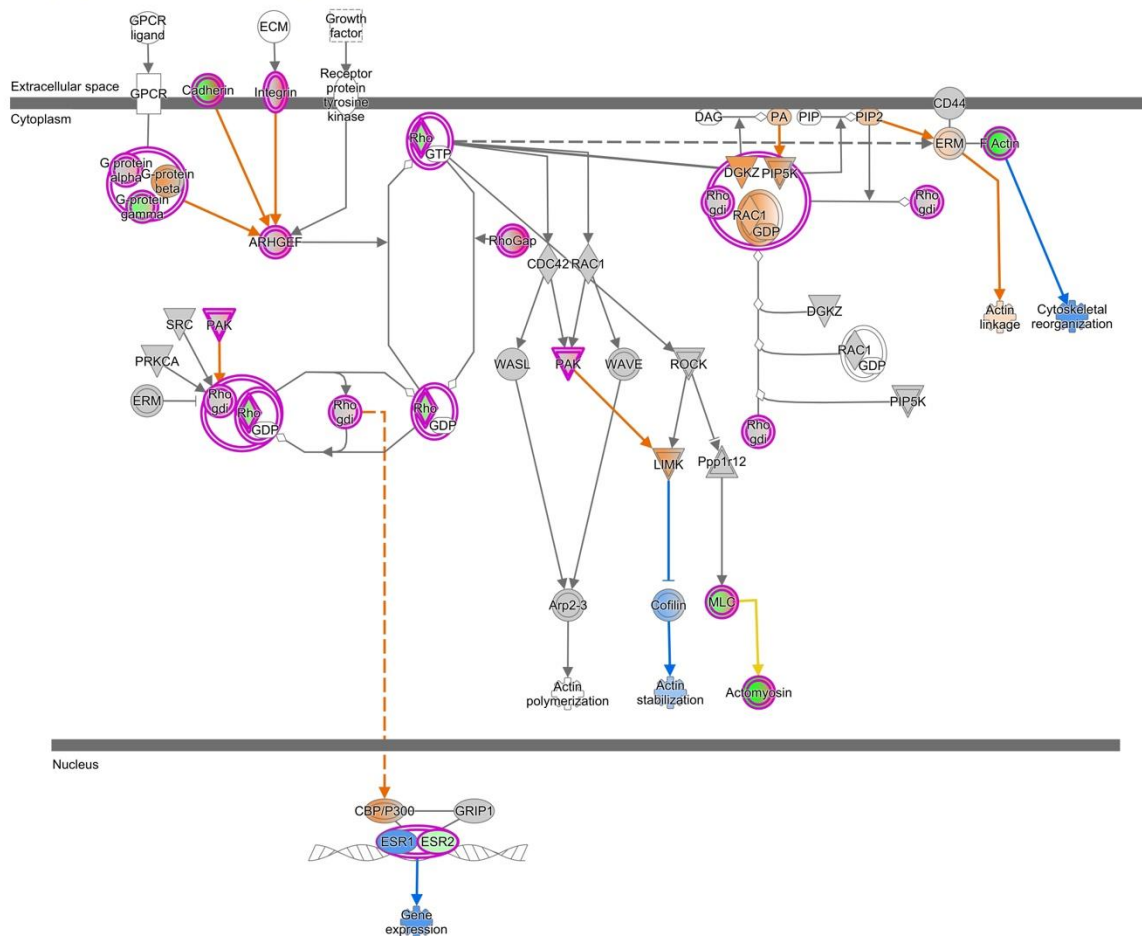 GPCR
ligand
ECM
Growth
factor
Extracellular space
GPCR
Cadherin
Integrin
Receptor
protein
tyrosine
kinase
Cytoplasm
G-protein
alpha
G-protein
beta
G-protein
gamma
ARHGEF
Rho
GTP
RhoGap
CDC42
RAC1
DAG
PA
PIP
PIP2
CD44
ERM
F Actin
DGKZ
PIP5K
Rho
gdi
RAC1
GDP
Rho
gdi
Actin
linkage
Cytoskeletal
reorganization
SRC
PAK
PRKCA
ERM
Rho
gdi
Rho
GDP
Rho
gdi
Rho
GDP
WASL
PAK
WAVE
ROCK
LIMK
Ppp1r12
DGKZ
RAC1
GDP
PIP5K
Rho
gdi
Arp2-3
Cofilin
MLC
Actin
polymerization
Actin
stabilization
Actomyosin
Nucleus
CBP/P300
GRIP1
ESR1
ESR2
Gene
expression